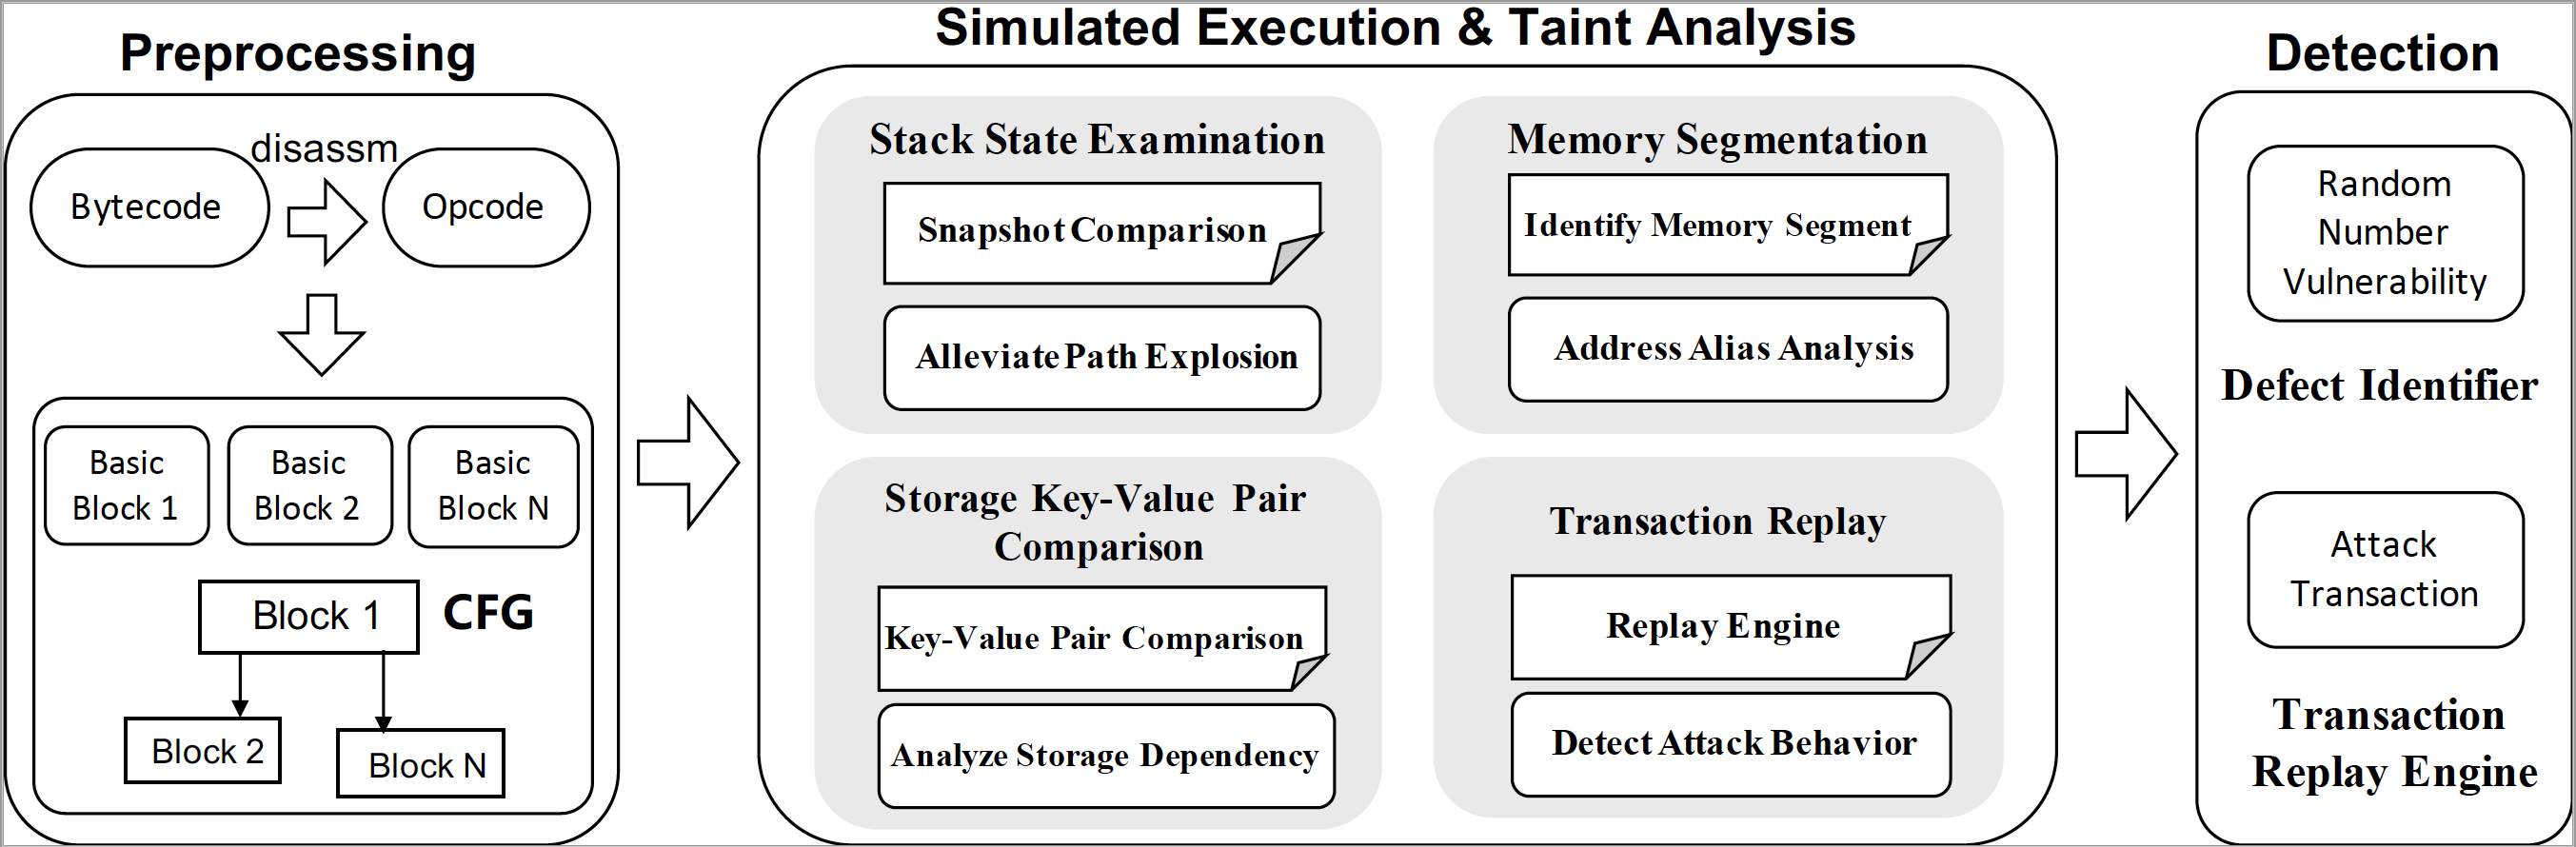 Preprocessing
disassm
Bytecode
Opcode
Basic
Block 1
Basic
Block 2
Basic
Block N
Block 1
CFG
Block 2
Block N
Simulated Execution & Taint Analysis
Stack State Examination
Snapshot Comparison
Alleviate Path Explosion
Memory Segmentation
Identify Memory Segment
Address Alias Analysis
Storage Key-Value Pair
Comparison
Key-Value Pair Comparison
Analyze Storage Dependency
Transaction Replay
Replay Engine
Detect Attack Behavior
Detection
Random
Number
Vulnerability
Defect Identifier
Attack
Transaction
Transaction
Replay Engine